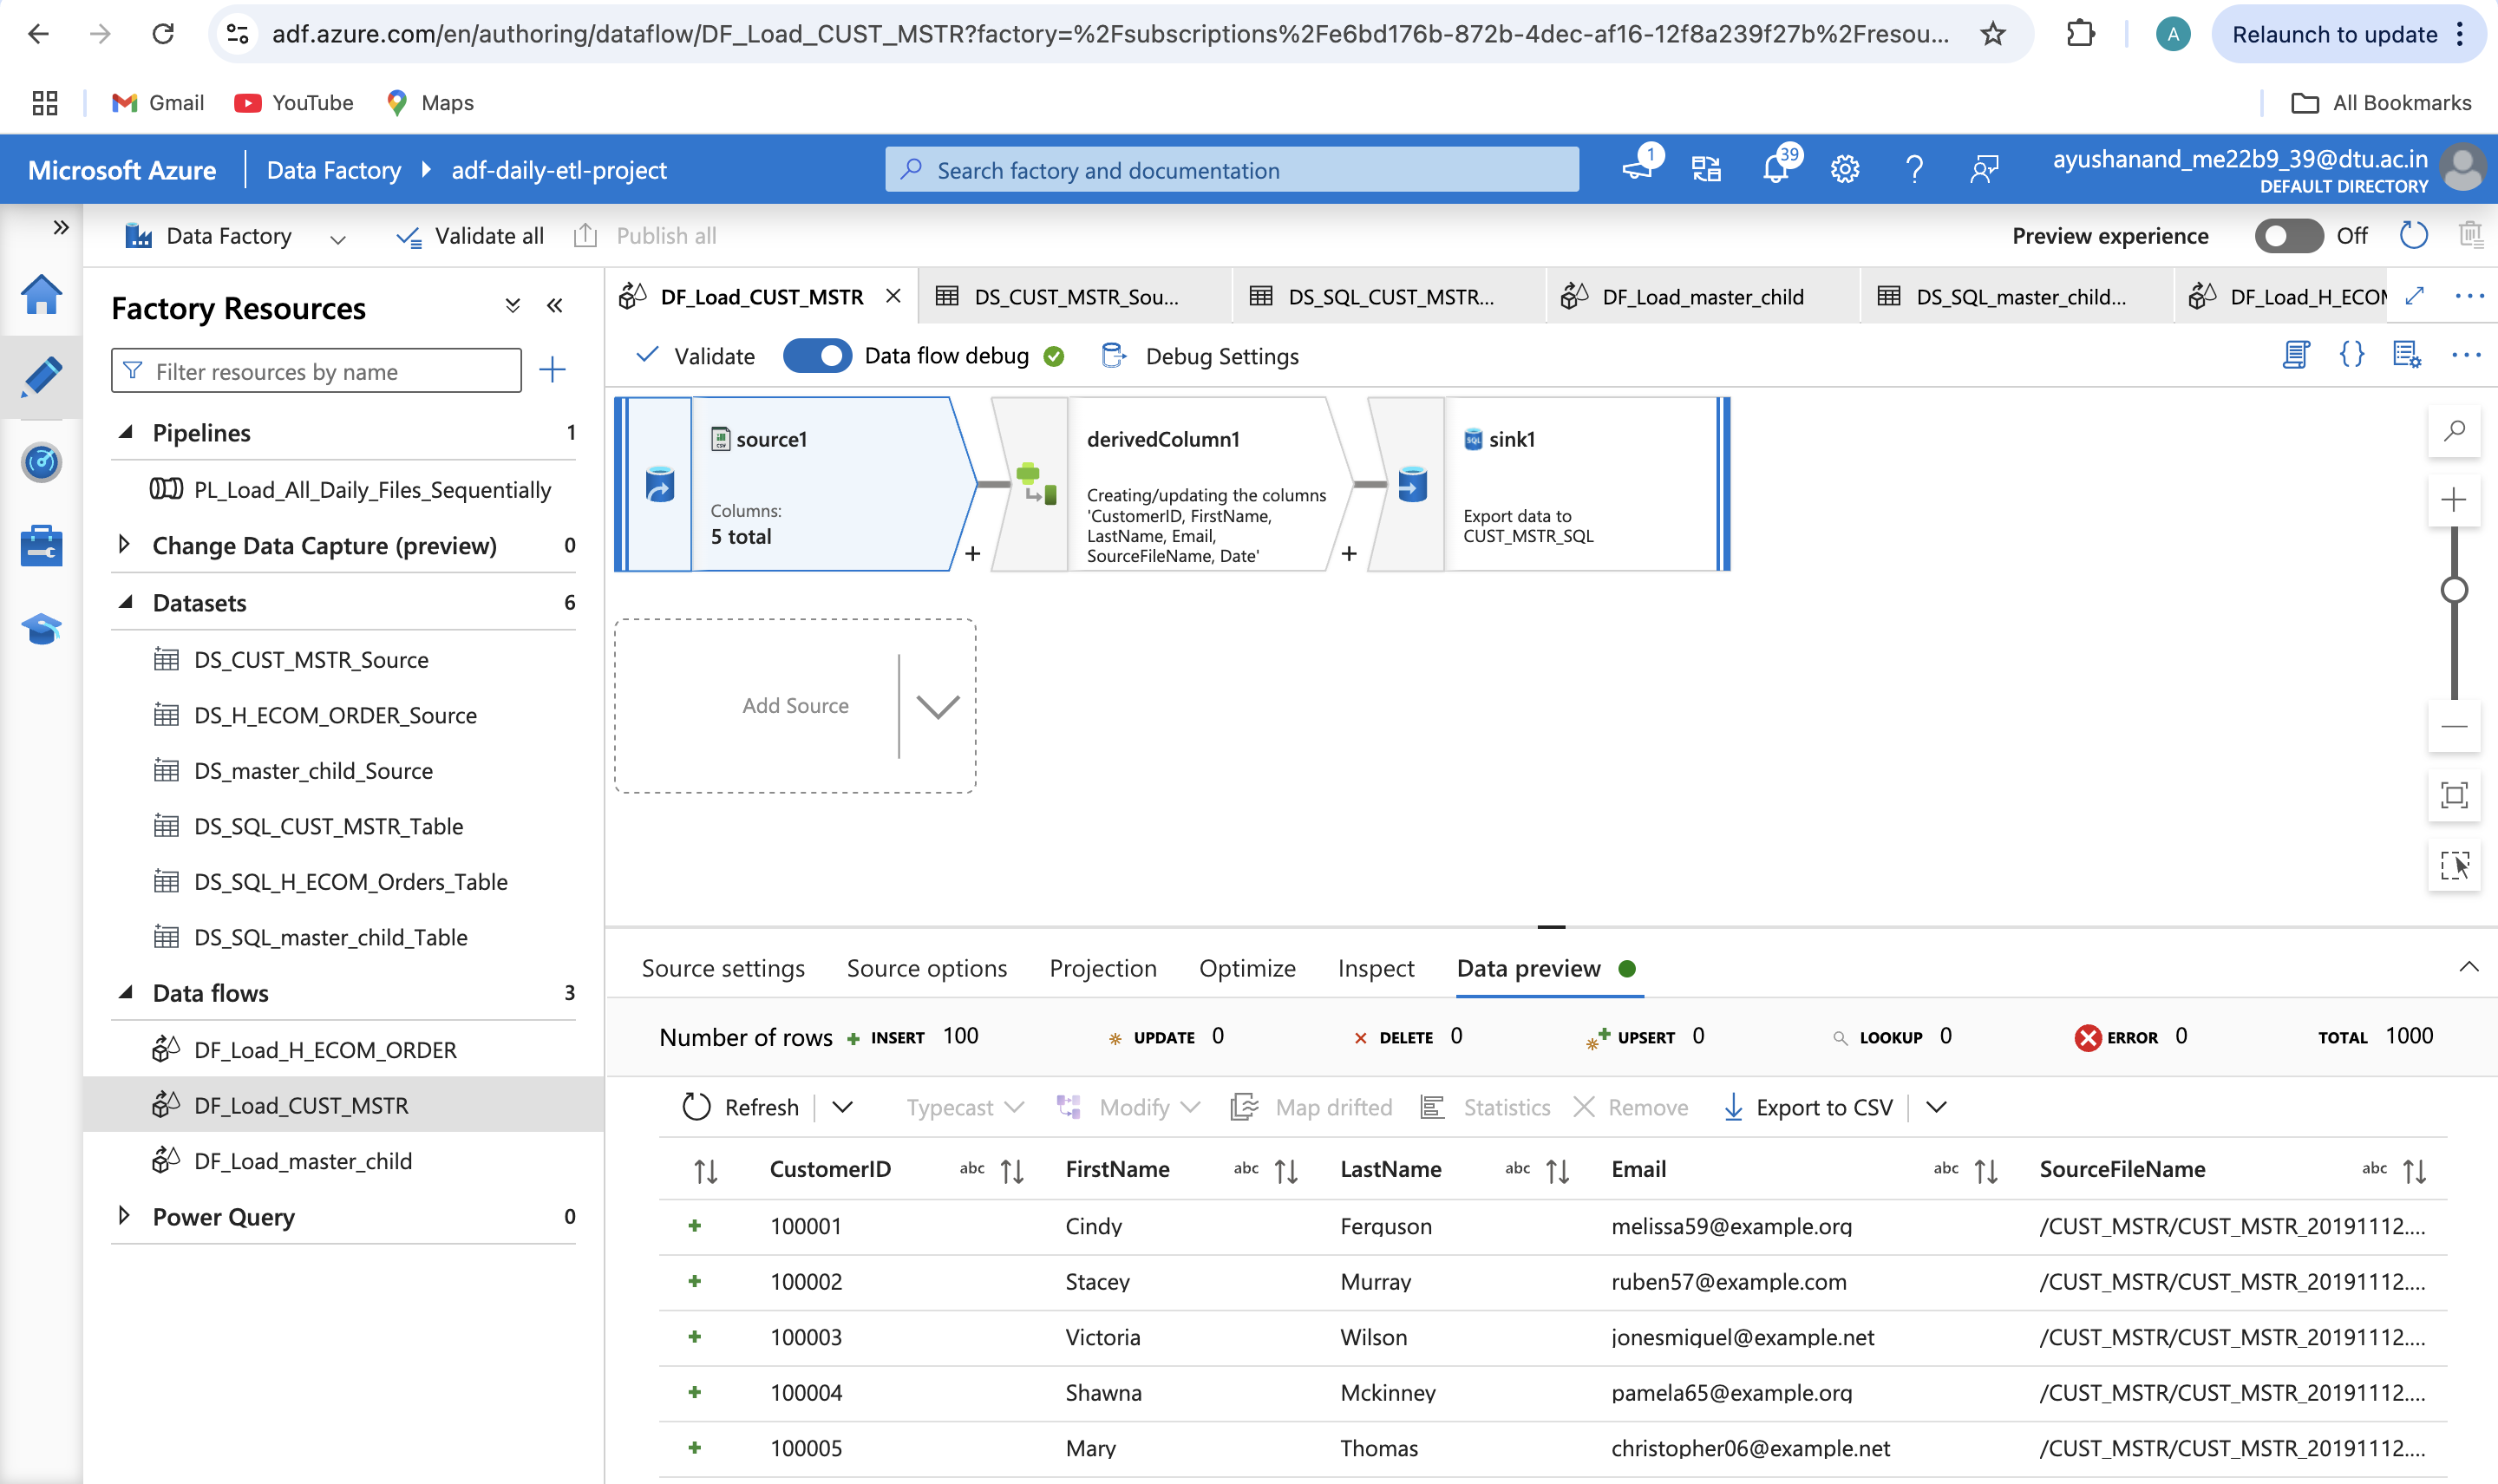 adf.azure.com/en/authoring/dataflow/DF_Load_CUST_MSTR?factory=%2Fsubscriptions%2Fe6bd176b-872b-4dec-af16-12f8a239f27b%2Fresou...
A
Relaunch to update
Gmail
YouTube
Maps
All Bookmarks
Microsoft Azure
Data Factory
adf-daily-etl-project
Search factory and documentation
1
39
ayushanand_me22b9_39@dtu.ac.in
DEFAULT DIRECTORY
Data Factory
Validate all
Publish all
Preview experience
Off
Factory Resources
Filter resources by name
Pipelines 1
PL_Load_All_Daily_Files_Sequentially
Change Data Capture (preview) 0
Datasets 6
DS_CUST_MSTR_Source
DS_H_ECOM_ORDER_Source
DS_master_child_Source
DS_SQL_CUST_MSTR_Table
DS_SQL_H_ECOM_Orders_Table
DS_SQL_master_child_Table
Data flows 3
DF_Load_H_ECOM_ORDER
DF_Load_CUST_MSTR
DF_Load_master_child
Power Query 0
DF_Load_CUST_MSTR
DS_CUST_MSTR_Sou...
DS_SQL_CUST_MSTR...
DF_Load_master_child
DS_SQL_master_child...
DF_Load_H_ECOM
Validate
Data flow debug
Debug Settings
source1
Columns:
5 total
derivedColumn1
Creating/updating the columns
'CustomerID, FirstName,
LastName, Email,
SourceFileName, Date'
SQL
sink1
Export data to
CUST_MSTR_SQL
Add Source
Source settings
Source options
Projection
Optimize
Inspect
Data preview
Number of rows INSERT 100 UPDATE 0 DELETE 0 UPSERT 0 LOOKUP 0 ERROR 0 TOTAL 1000
Refresh Typecast Modify Map drifted Statistics Remove Export to CSV
CustomerID abc FirstName abc LastName abc Email abc SourceFileName abc
100001 Cindy Ferguson melissa59@example.org /CUST_MSTR/CUST_MSTR_20191112....
100002 Stacey Murray ruben57@example.com /CUST_MSTR/CUST_MSTR_20191112....
100003 Victoria Wilson jonesmiguel@example.net /CUST_MSTR/CUST_MSTR_20191112....
100004 Shawna Mckinney pamela65@example.org /CUST_MSTR/CUST_MSTR_20191112....
100005 Mary Thomas christopher06@example.net /CUST_MSTR/CUST_MSTR_20191112....